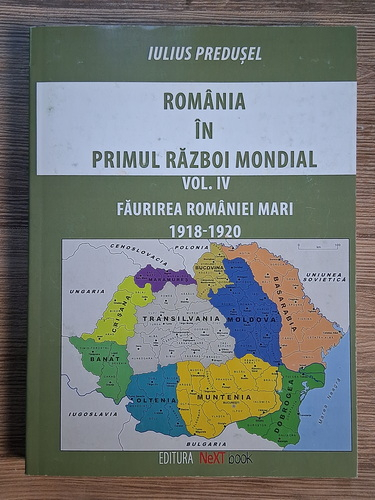 IULIUS PREDUȘEL
ROMÂNIA
ÎN
PRIMUL RĂZBOI MONDIAL
VOL. IV
FĂURIREA ROMÂNIEI MARI
1918-1920
CEHOSLOVACIA
POLONIA
UNIUNEA
SOVIETICĂ
UNGARIA
MARAMUREȘ
BUCOVINA
CRIȘANA
BASARABIA
TRANSILVANIA
MOLDOVA
BANAT
OLTENIA
MUNTENIA
DOBROGEA
IUGOSLAVIA
BULGARIA
EDITURA NeXT book